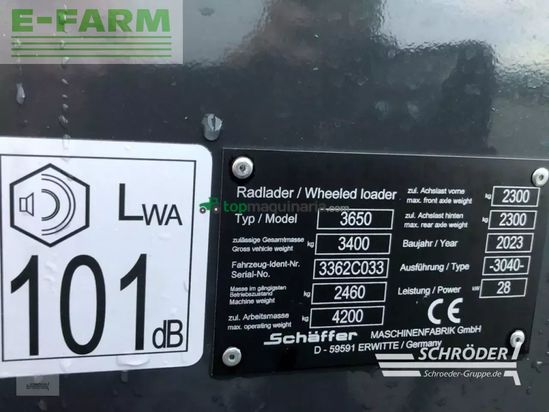 E-FARM
LWA
101 dB
topmaquinaria.com
Radlader / Wheeled loader
Typ / Model 3650
zulässige Gesamtmasse
Gross vehicle weight kg 3400
Fahrzeug-Ident-Nr.
Serial-No. 3362C033
Masse im gängigsten
Betriebszustand
Machine weight kg 2460
zul. Arbeitsmasse
max. operating weight kg 4200
zul. Achslast vorne
max. front axle weight kg 2300
zul. Achslast hinten
max. rear axle weight kg 2300
Baujahr / Year 2023
Ausführung / Type -3040-
Leistung / Power kW 28
CE
Schäffer MASCHINENFABRIK GmbH
D - 59591 ERWITTE / Germany
SCHRÖDER
Schroeder-Gruppe.de